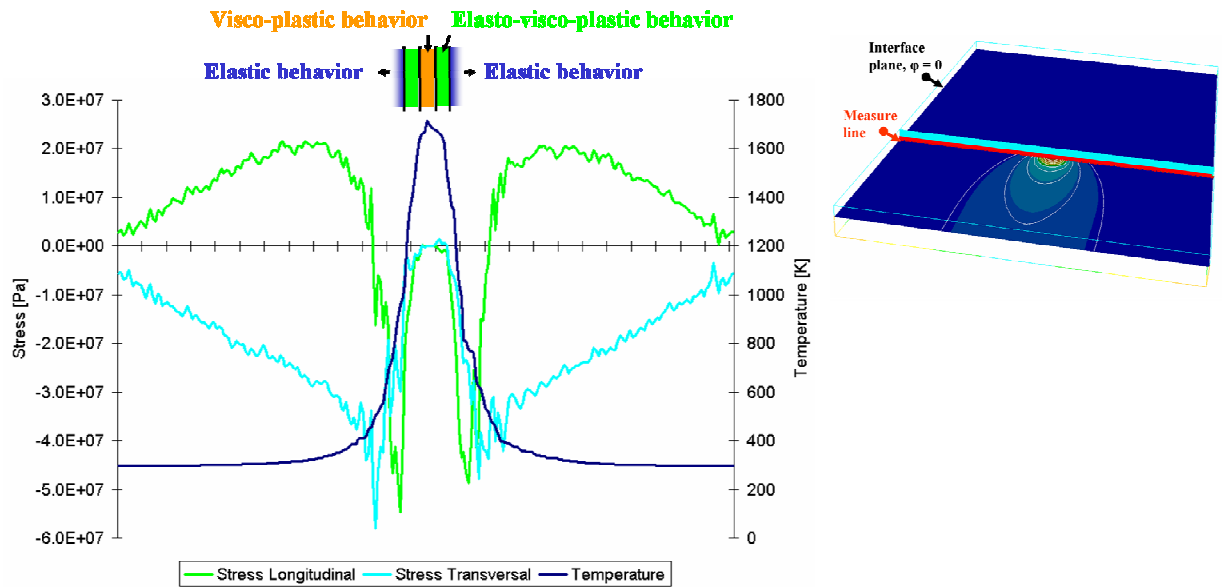 Visco-plastic behavior
Elasto-visco-plastic behavior
Elastic behavior
Elastic behavior
3.0E+07
2.0E+07
1.0E+07
0.0E+00
-1.0E+07
-2.0E+07
-3.0E+07
-4.0E+07
-5.0E+07
-6.0E+07
Stress [Pa]
1800
1600
1400
1200
1000
800
600
400
200
0
Temperature [K]
Stress Longitudinal
Stress Transversal
Temperature
Interface
plane, φ = 0
Measure
line